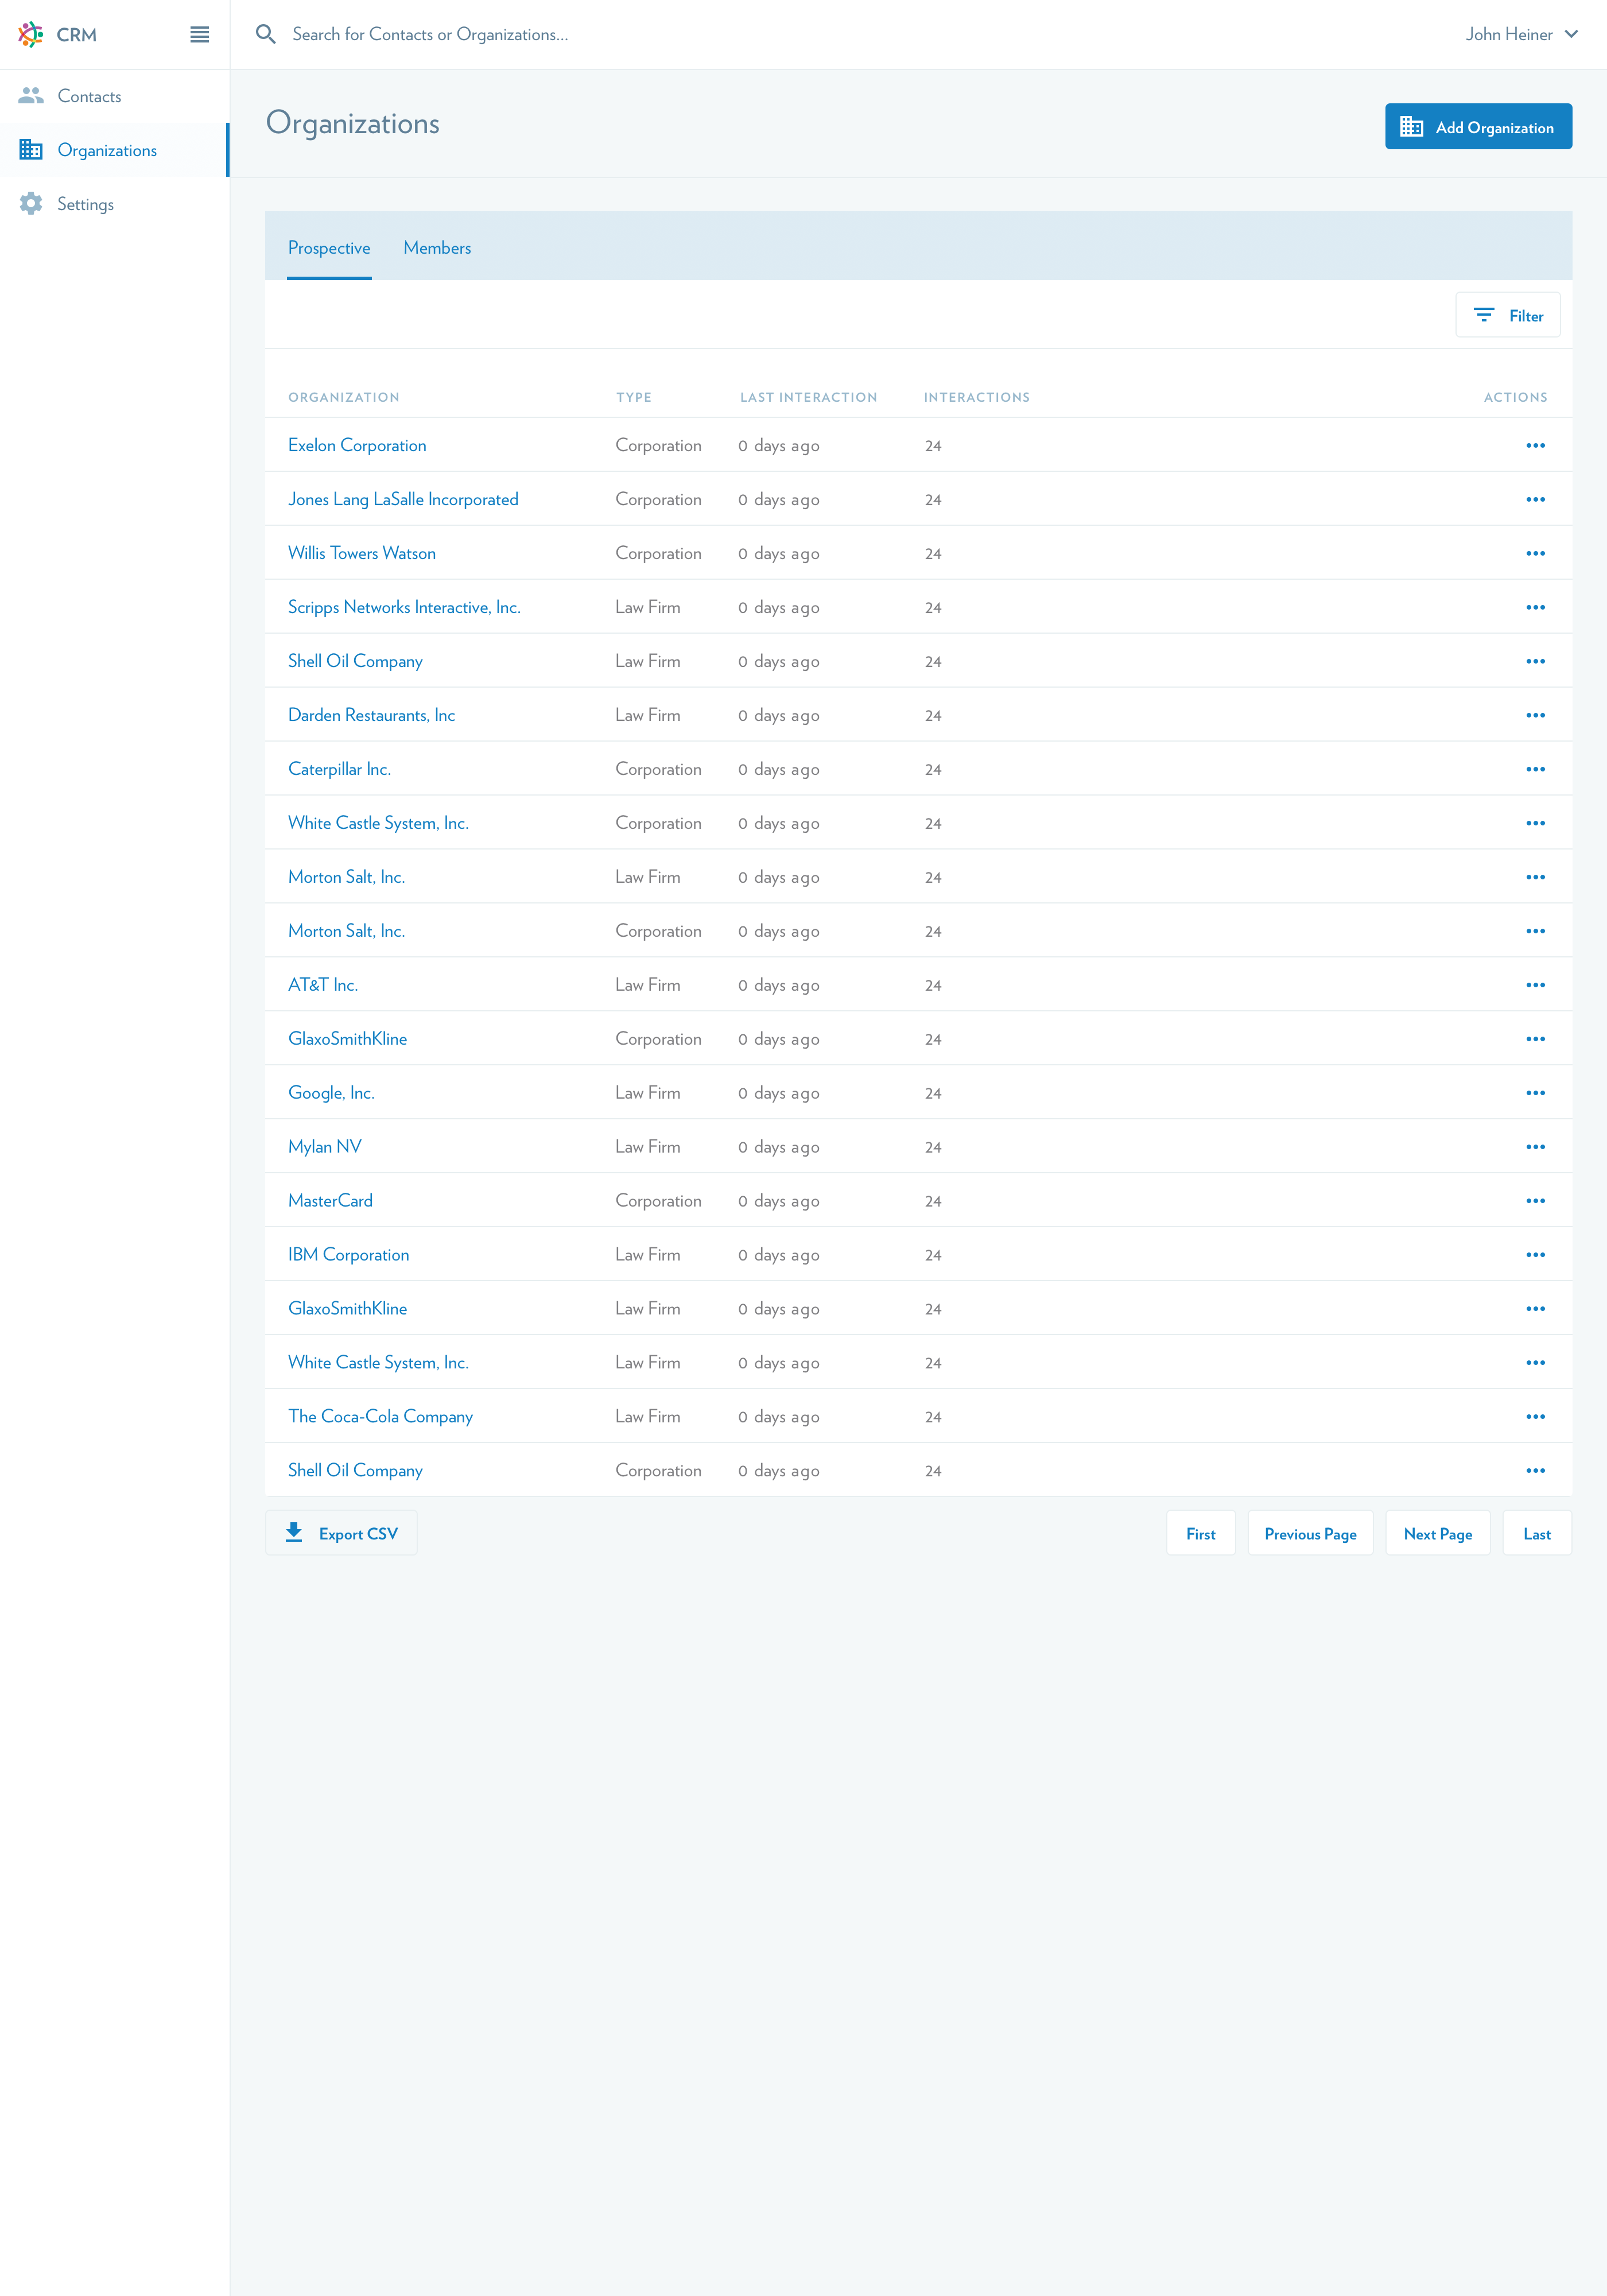 CRM
Search for Contacts or Organizations...
John Heiner
Contacts
Organizations
Settings
Organizations
Add Organization
Prospective Members
Filter
ORGANIZATION TYPE LAST INTERACTION INTERACTIONS ACTIONS
Exelon Corporation Corporation 0 days ago 24
Jones Lang LaSalle Incorporated Corporation 0 days ago 24
Willis Towers Watson Corporation 0 days ago 24
Scripps Networks Interactive, Inc. Law Firm 0 days ago 24
Shell Oil Company Law Firm 0 days ago 24
Darden Restaurants, Inc Law Firm 0 days ago 24
Caterpillar Inc. Corporation 0 days ago 24
White Castle System, Inc. Corporation 0 days ago 24
Morton Salt, Inc. Law Firm 0 days ago 24
Morton Salt, Inc. Corporation 0 days ago 24
AT&T Inc. Law Firm 0 days ago 24
GlaxoSmithKline Corporation 0 days ago 24
Google, Inc. Law Firm 0 days ago 24
Mylan NV Law Firm 0 days ago 24
MasterCard Corporation 0 days ago 24
IBM Corporation Law Firm 0 days ago 24
GlaxoSmithKline Law Firm 0 days ago 24
White Castle System, Inc. Law Firm 0 days ago 24
The Coca-Cola Company Law Firm 0 days ago 24
Shell Oil Company Corporation 0 days ago 24
Export CSV First Previous Page Next Page Last